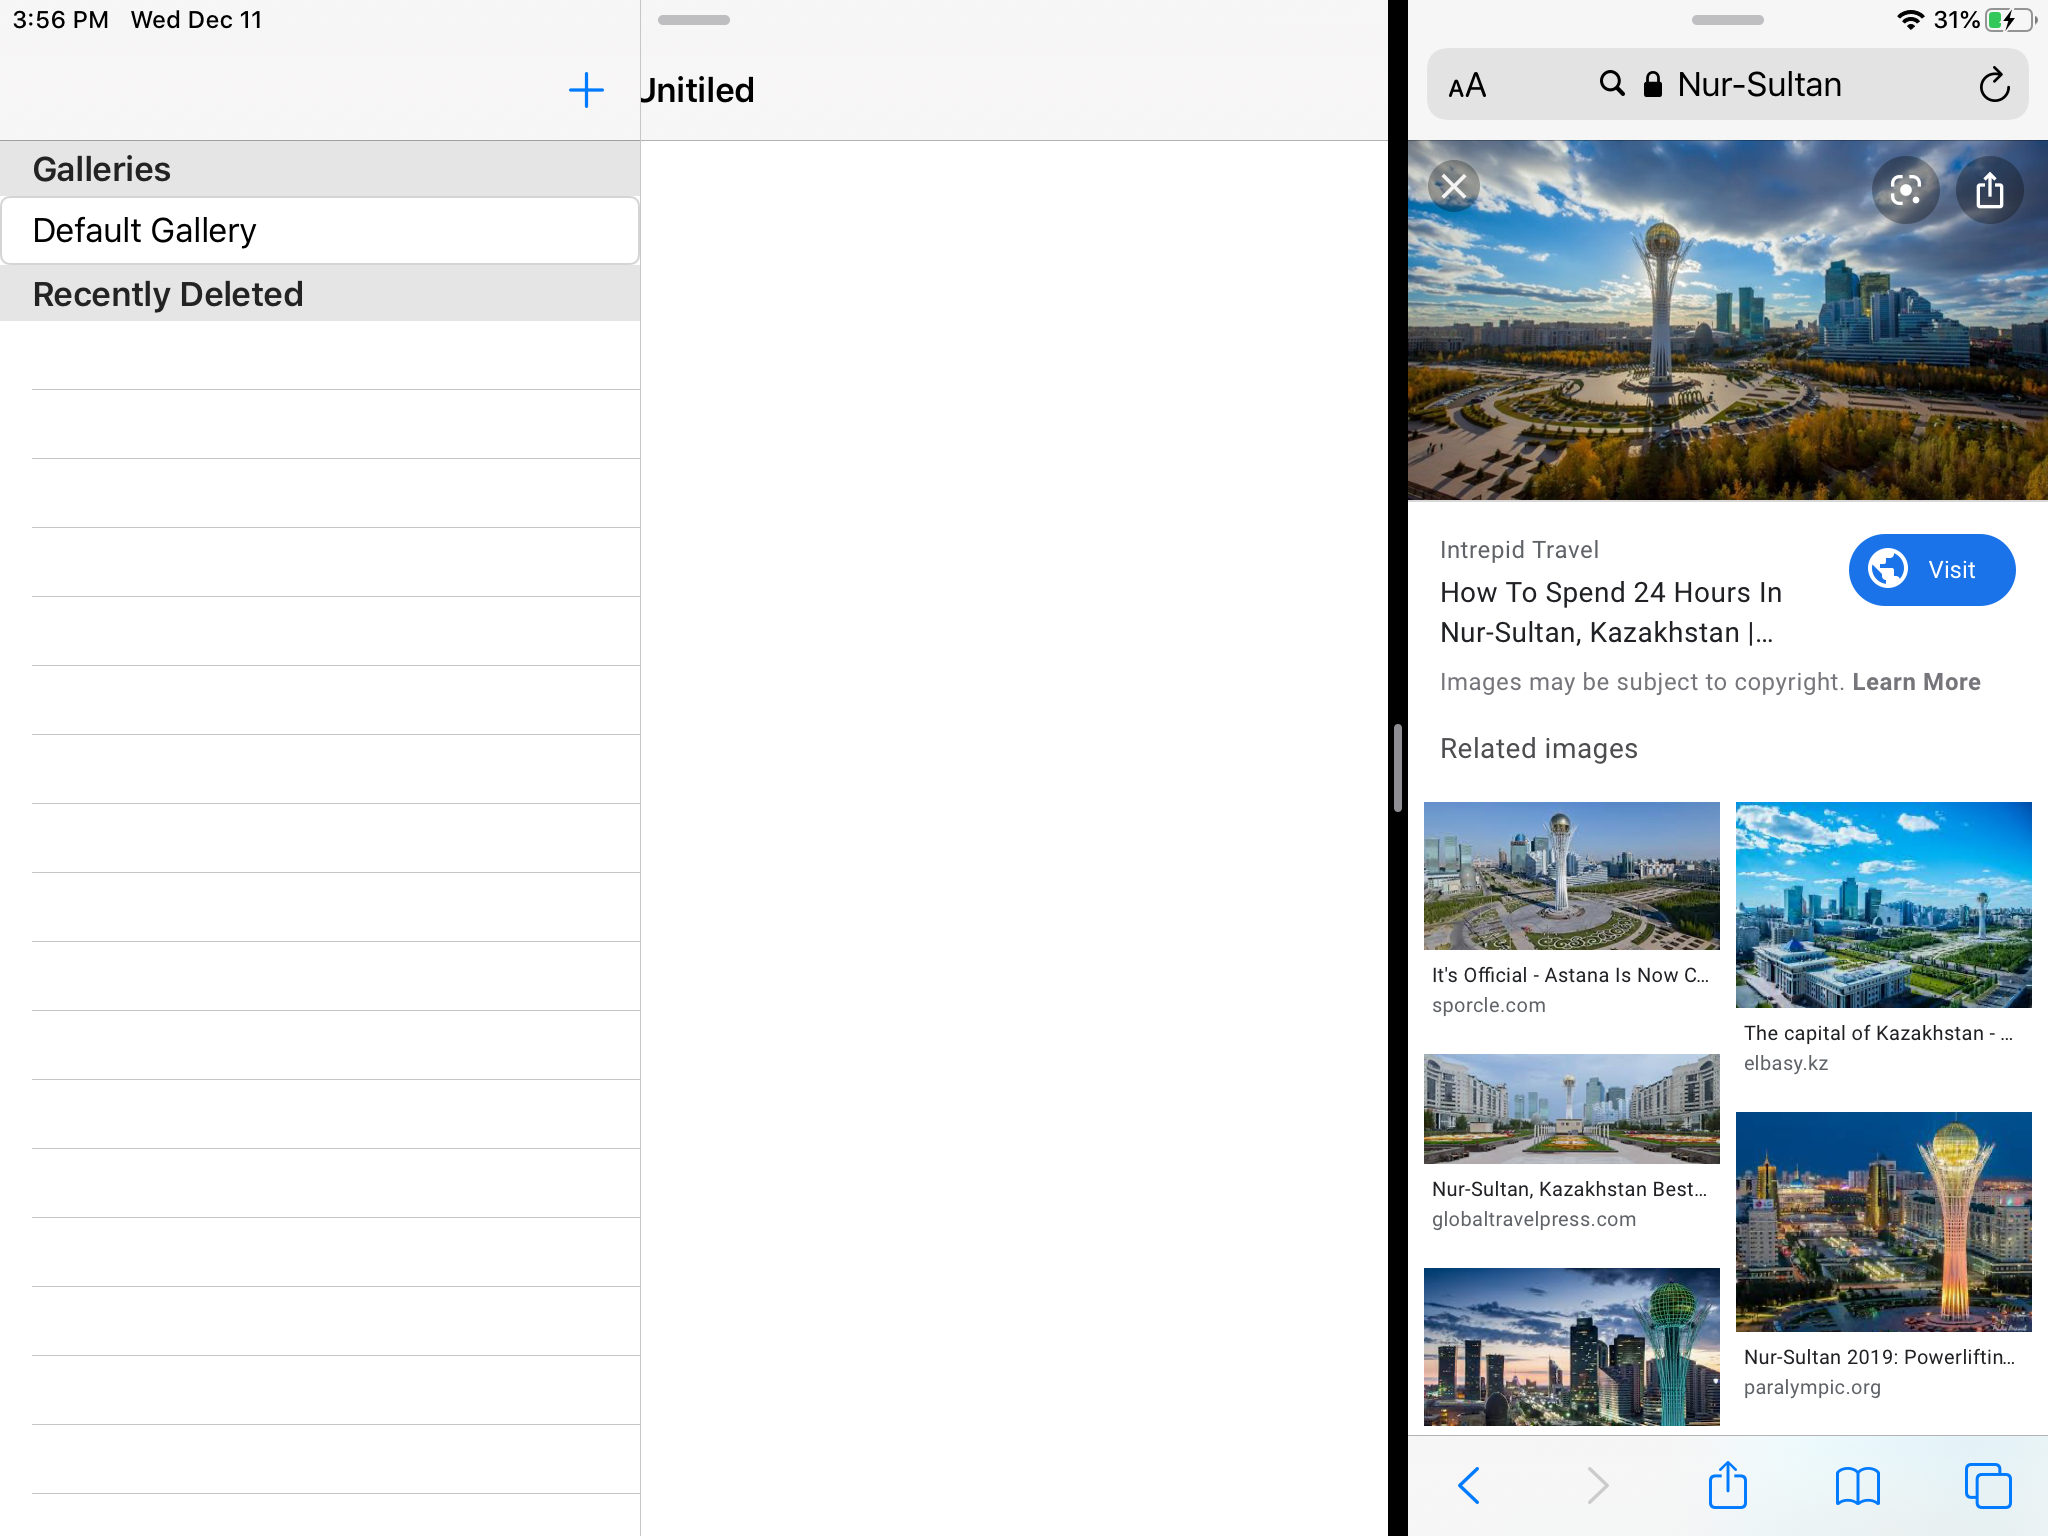 3:56 PM Wed Dec 11
Galleries
Default Gallery
Recently Deleted
Unitiled
31%
AA
Nur-Sultan
Intrepid Travel
How To Spend 24 Hours In
Nur-Sultan, Kazakhstan |...
Visit
Images may be subject to copyright. Learn More
Related images
It's Official - Astana Is Now C...
sporcle.com
Nur-Sultan, Kazakhstan Best...
globaltravelpress.com
The capital of Kazakhstan - ...
elbasy.kz
Nur-Sultan 2019: Powerliftin...
paralympic.org